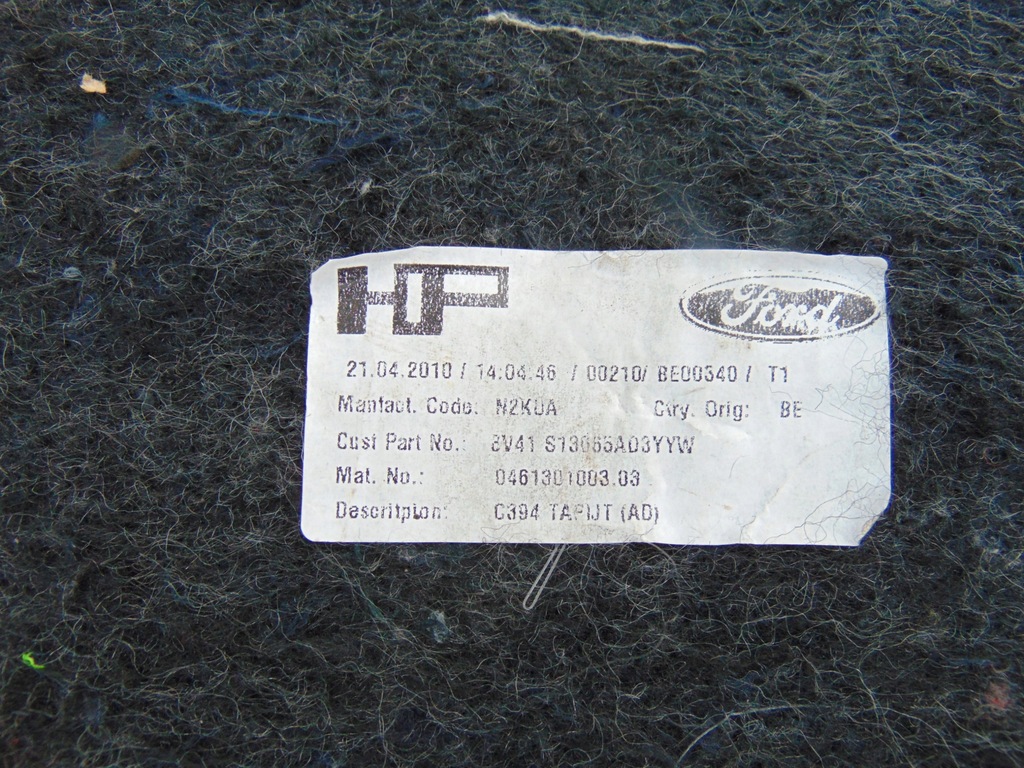 HP
Ford
21.04.2010 / 14:04:46 / 00210/ BE00340 / T1
Manfact. Code: N2KUA Ctry. Orig: BE
Cust Part No.: 8V41 S13065AD3YYW
Mat. No.: 0461301003.03
Descritpion: C394 TAPIJT (AD)